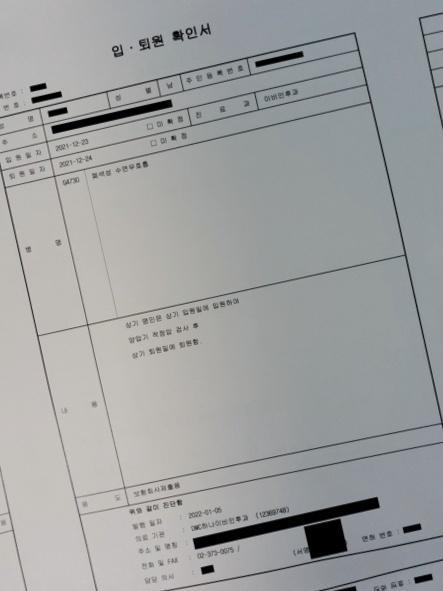 입 · 퇴원 확인서
번호 :
번 호 :
성 명 성 별 남 주 민 등 록 번 호
주 소
입 원 일 자 2021-12-23 □ 미 확 정 진 료 과 이비인후과
퇴 원 일 자 2021-12-24 □ 미 확 정
병 명 G4730 폐색성 수면무호흡
내 용 상기 명인은 상기 입원일에 입원하여
양압기 적정압 검사 후
상기 퇴원일에 퇴원함.
용 도 보험회사제출용
위와 같이 진단함
발행 일자 : 2022-01-05
의료 기관 : DMC하나이비인후과 (12369748)
주소 및 명칭 :
전화 및 FAX : 02-373-0075 /
담당 의사 : (서명 면허 번호 :